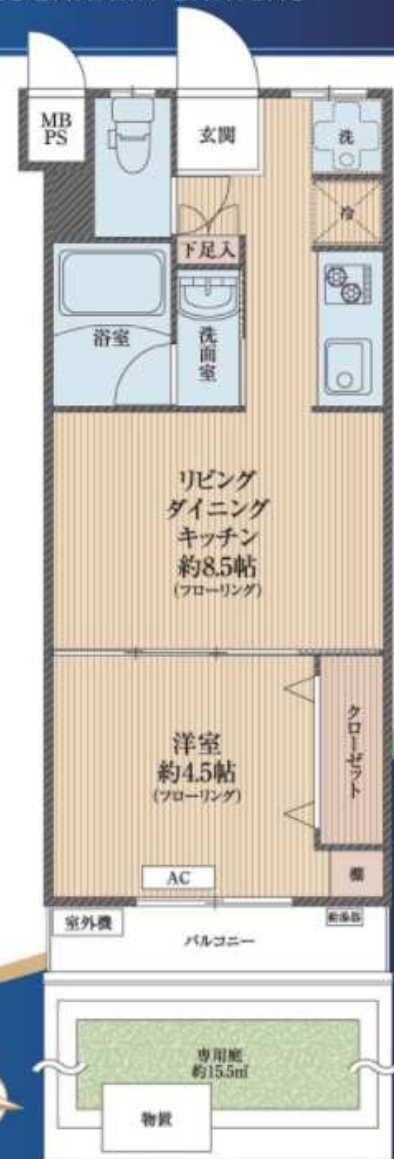 MB
PS
玄関
洗
冷
下足入
浴室
洗面室
リビング
ダイニング
キッチン
約8.5帖
(フローリング)
洋室
約4.5帖
(フローリング)
クローゼット
AC
棚
室外機
給湯器
バルコニー
専用庭
約15.5㎡
物置